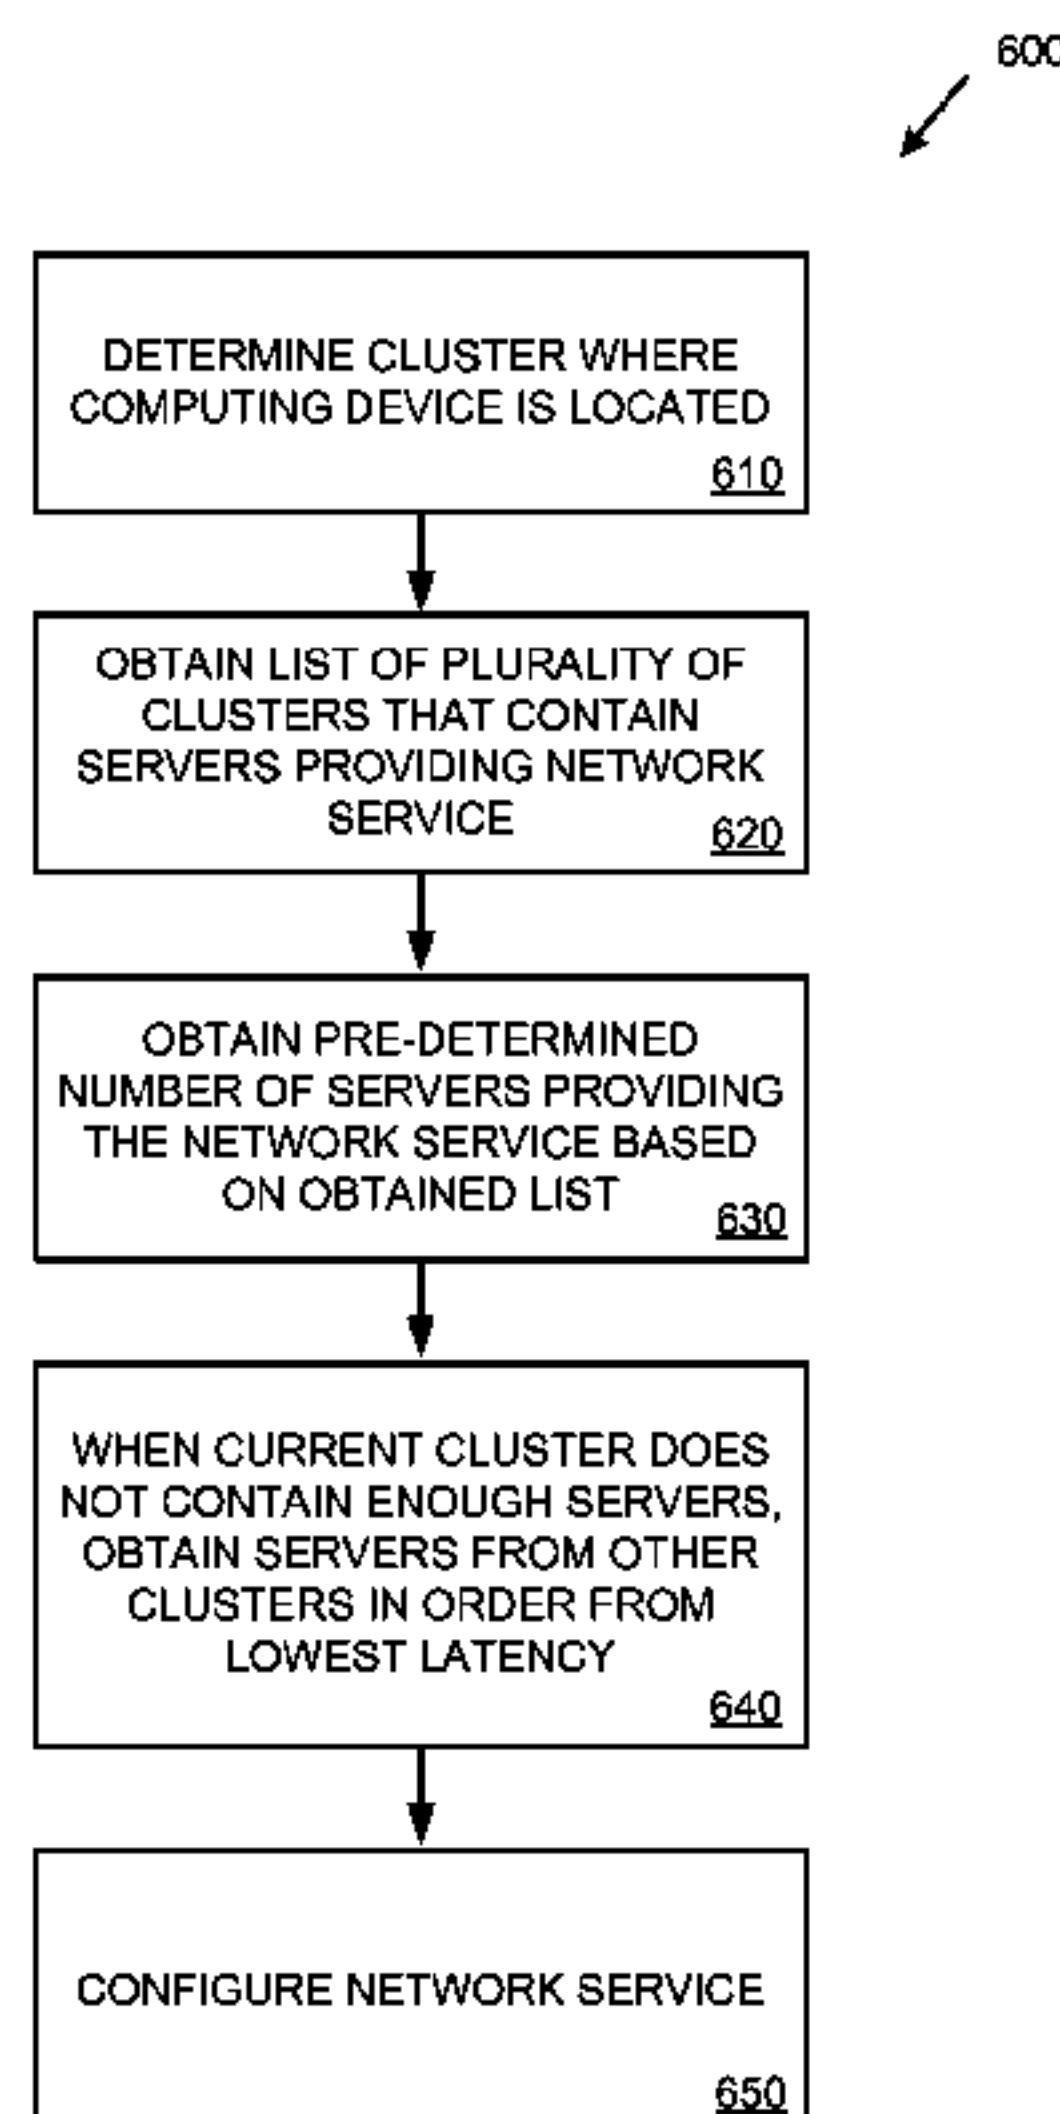 600
DETERMINE CLUSTER WHERE
COMPUTING DEVICE IS LOCATED
610
OBTAIN LIST OF PLURALITY OF
CLUSTERS THAT CONTAIN
SERVERS PROVIDING NETWORK
SERVICE
620
OBTAIN PRE-DETERMINED
NUMBER OF SERVERS PROVIDING
THE NETWORK SERVICE BASED
ON OBTAINED LIST
630
WHEN CURRENT CLUSTER DOES
NOT CONTAIN ENOUGH SERVERS,
OBTAIN SERVERS FROM OTHER
CLUSTERS IN ORDER FROM
LOWEST LATENCY
640
CONFIGURE NETWORK SERVICE
650